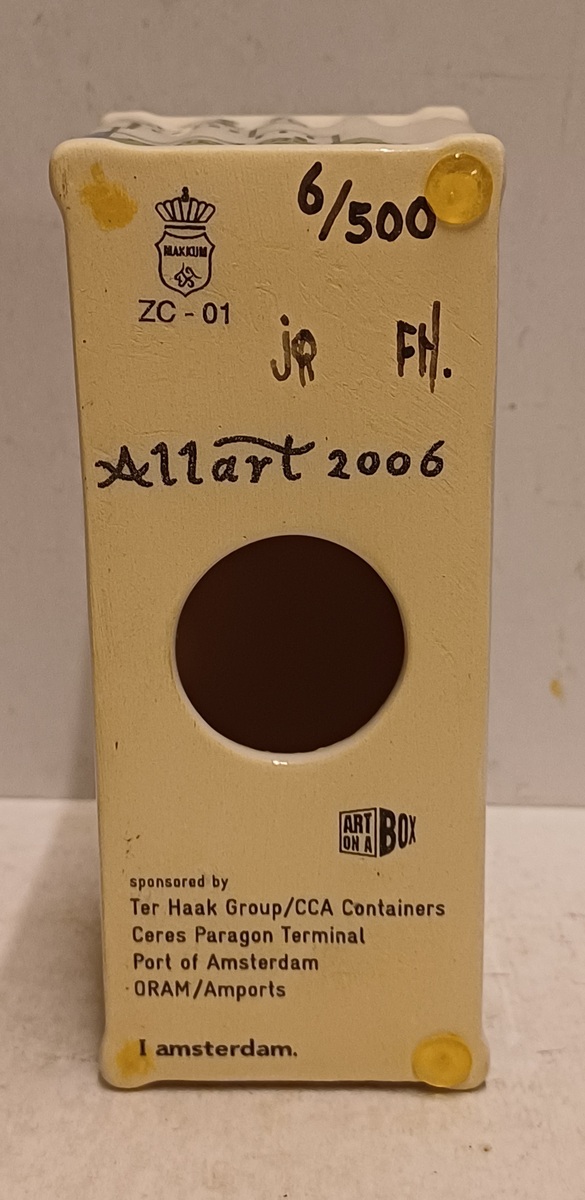 6/500
MAKKUM
ZC - 01
JR FH.
Allart 2006
ART ON A BOX
sponsored by
Ter Haak Group/CCA Containers
Ceres Paragon Terminal
Port of Amsterdam
ORAM/Amports
I amsterdam.